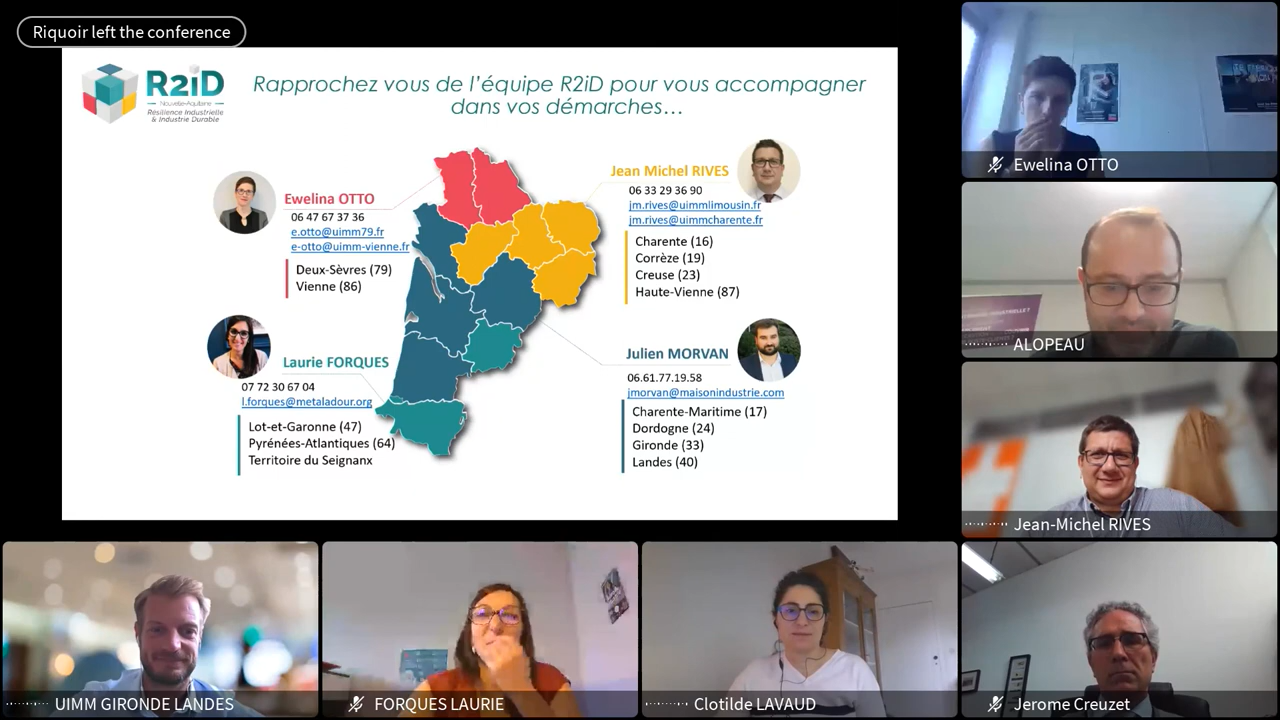 Riquoir left the conference
R2iD
Nouvelle-Aquitaine
Résilience Industrielle
& Industrie Durable
Rapprochez vous de l'équipe R2iD pour vous accompagner
dans vos démarches...
Ewelina OTTO
06 47 67 37 36
e.otto@uimm79.fr
e-otto@uimm-vienne.fr
Deux-Sèvres (79)
Vienne (86)
Jean Michel RIVES
06 33 29 36 90
jm.rives@uimmlimousin.fr
jm.rives@uimmcharente.fr
Charente (16)
Corrèze (19)
Creuse (23)
Haute-Vienne (87)
Laurie FORQUES
07 72 30 67 04
l.forques@metaladour.org
Lot-et-Garonne (47)
Pyrénées-Atlantiques (64)
Territoire du Seignanx
Julien MORVAN
06.61.77.19.58
jmorvan@maisonindustrie.com
Charente-Maritime (17)
Dordogne (24)
Gironde (33)
Landes (40)
Ewelina OTTO
ALOPEAU
Jean-Michel RIVES
UIMM GIRONDE LANDES
FORQUES LAURIE
Clotilde LAVAUD
Jerome Creuzet